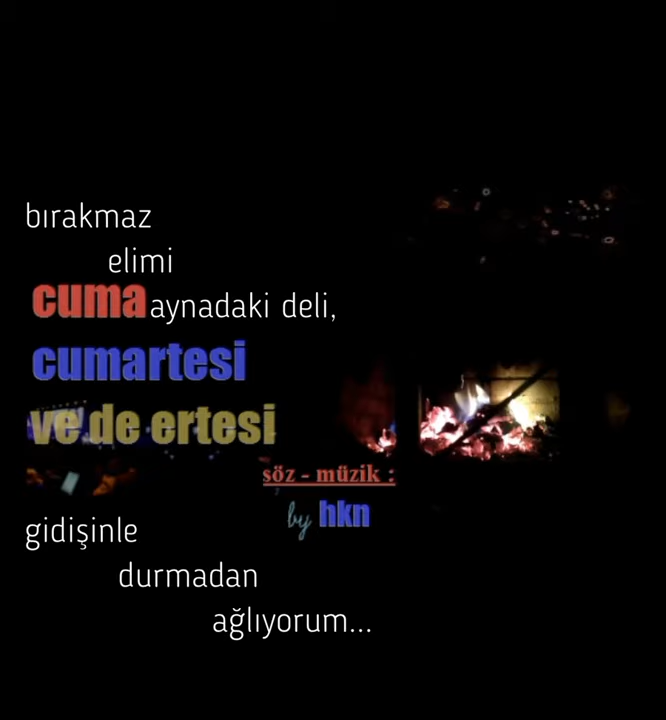 bırakmaz
elimi
cuma aynadaki deli,
cumartesi
ve de ertesi
söz - müzik :
by hkn
gidişinle
durmadan
ağlıyorum...